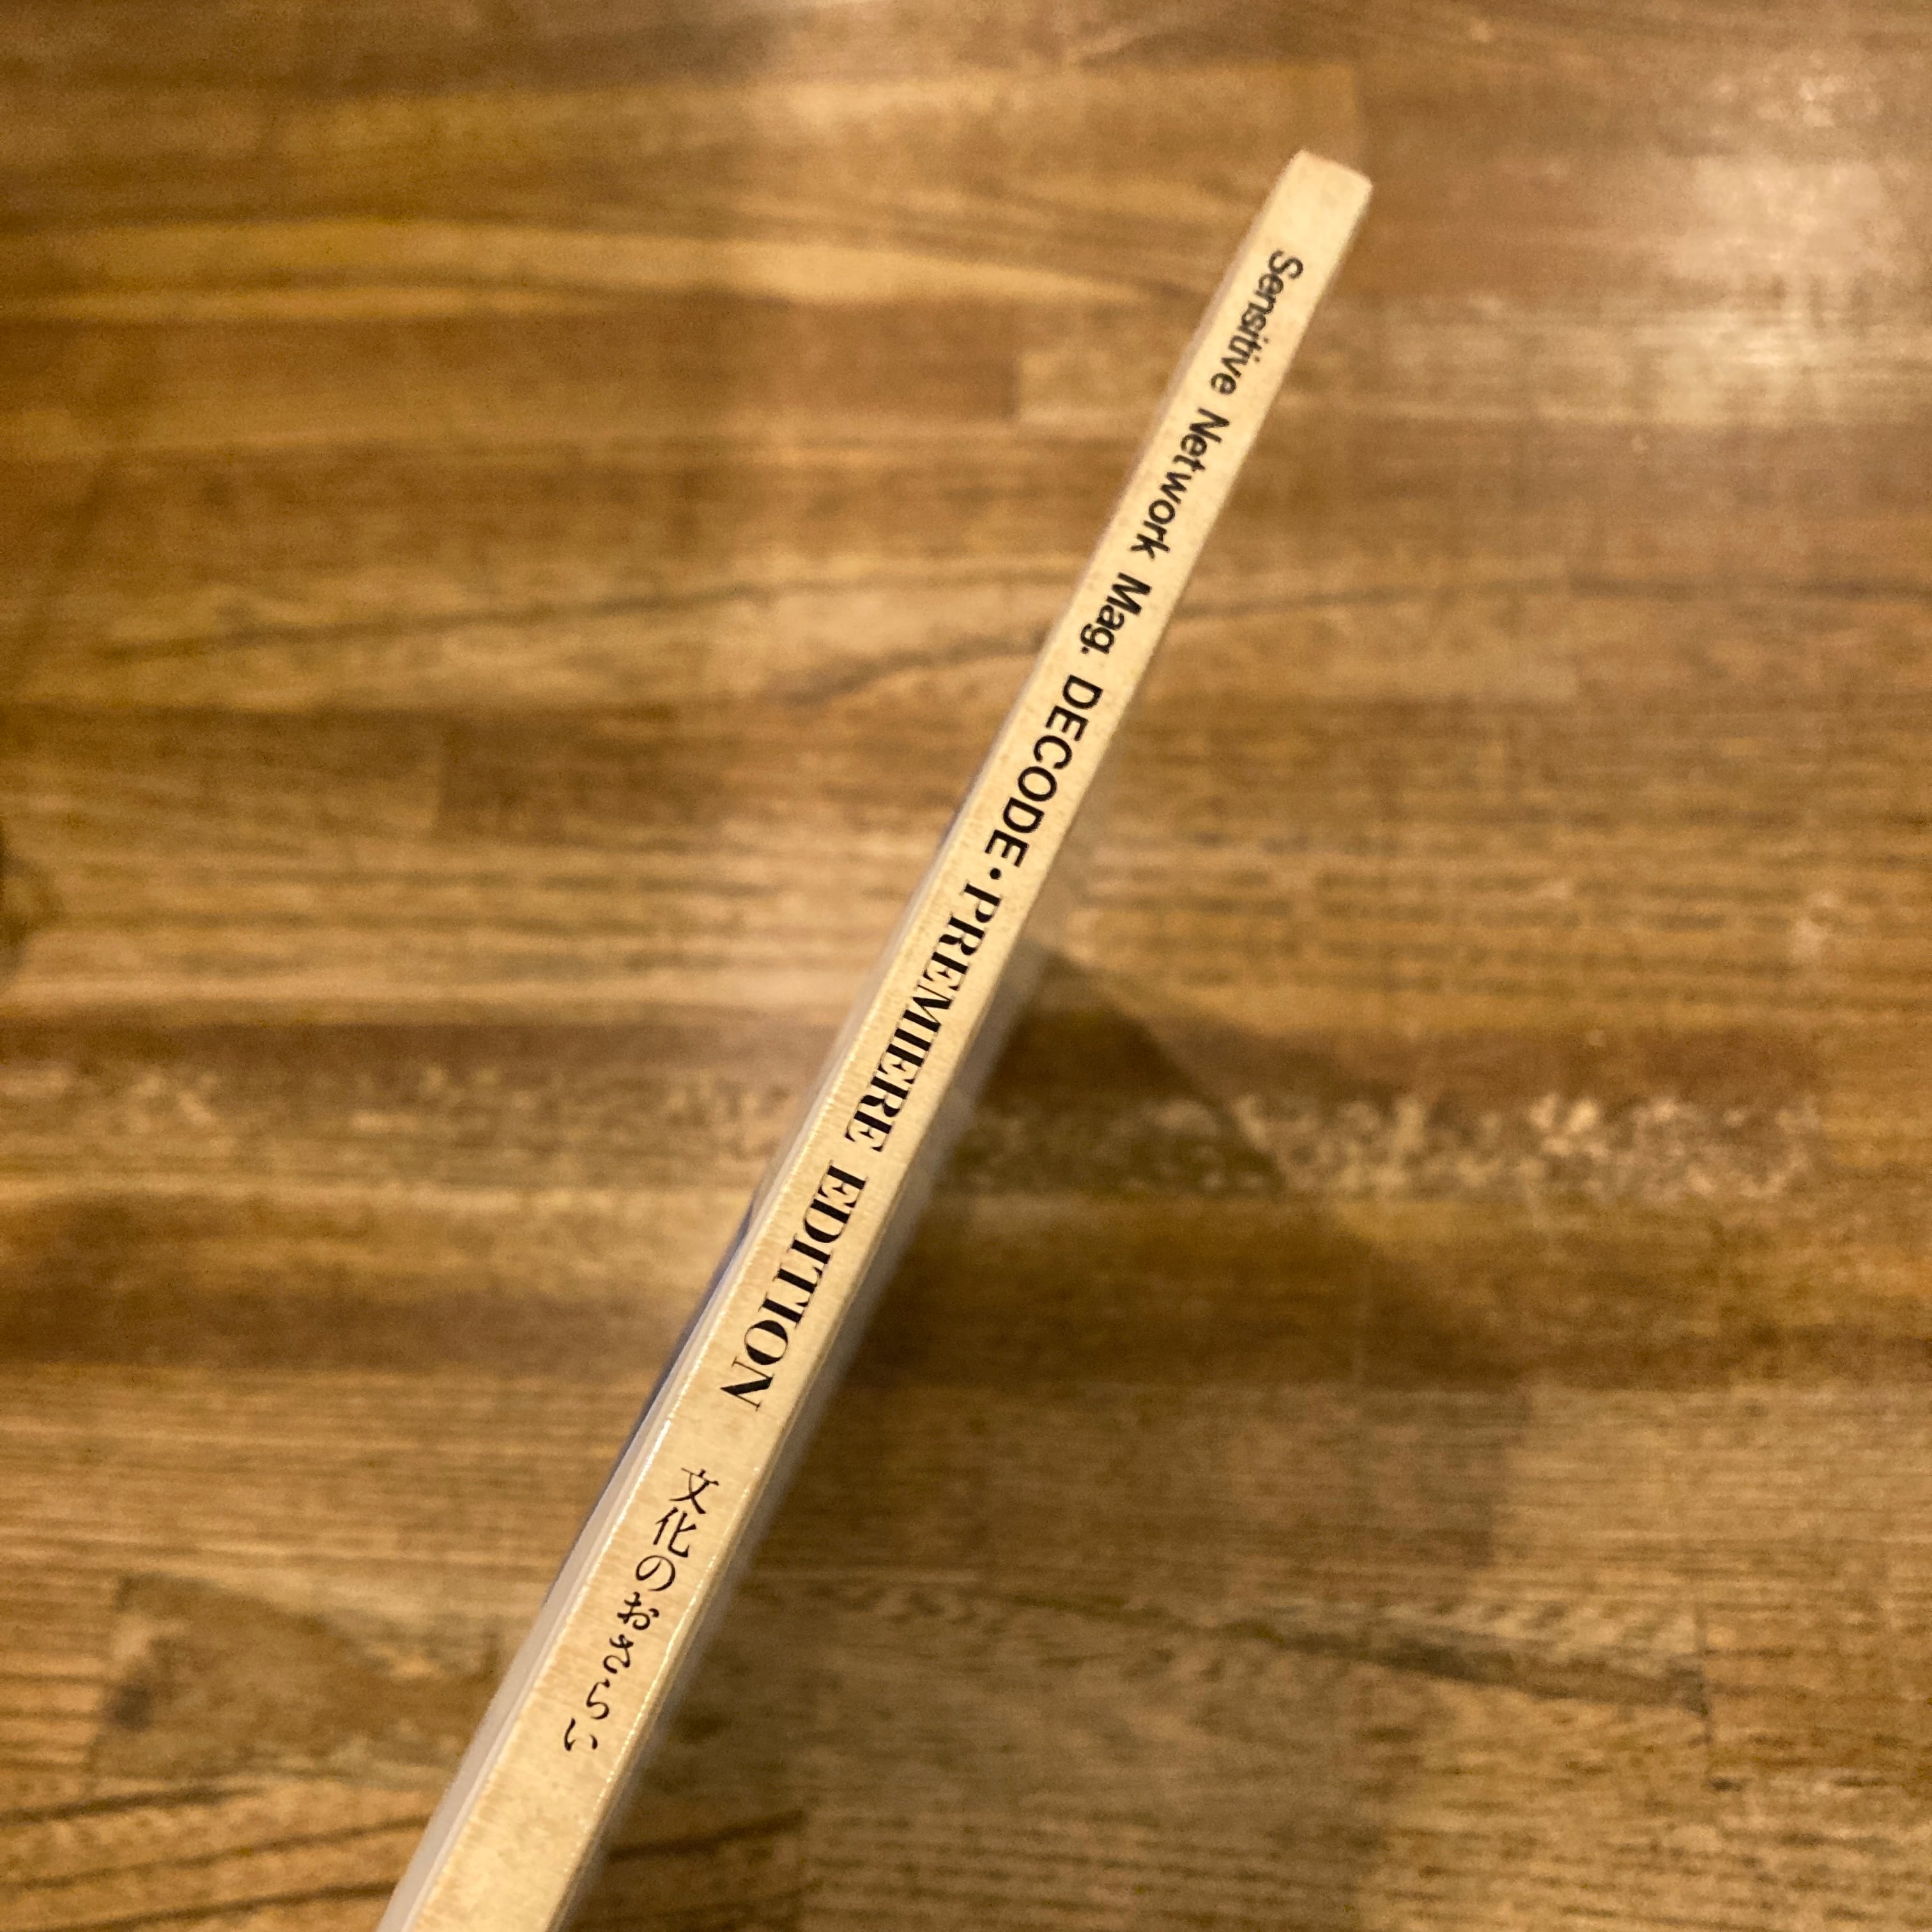 Sensitive Network Mag. DECODE・PREMIERE EDITION 文化のおさらい